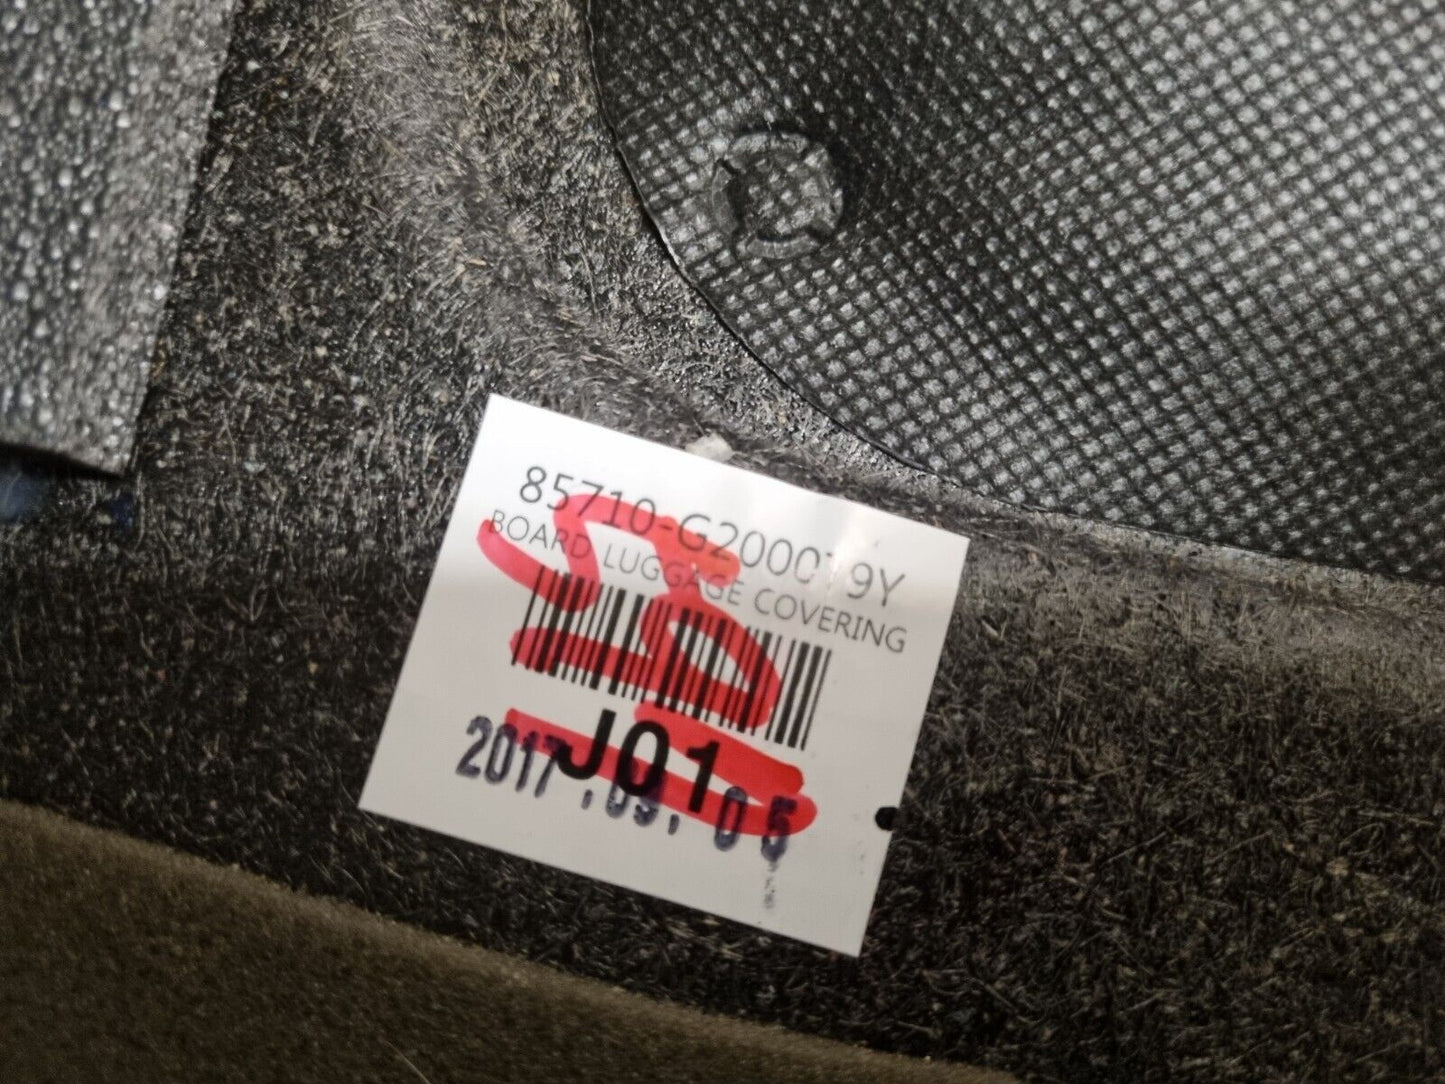 85710-G2000T9Y
BOARD LUGGAGE COVERING
J01
2017.09.05